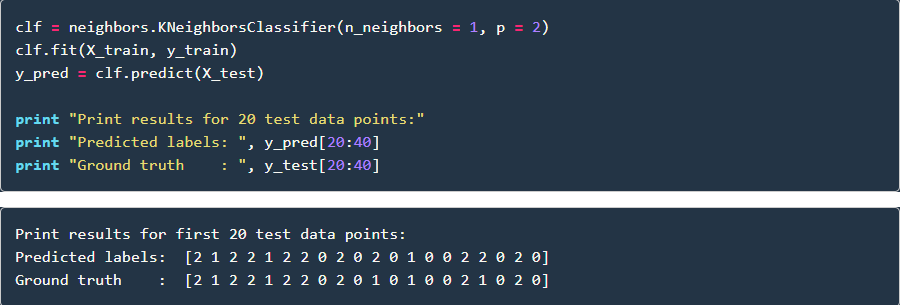 clf = neighbors.KNeighborsClassifier(n_neighbors = 1, p = 2)
clf.fit(X_train, y_train)
y_pred = clf.predict(X_test)
print "Print results for 20 test data points:"
print "Predicted labels: ", y_pred[20:40]
print "Ground truth    : ", y_test[20:40]
Print results for first 20 test data points:
Predicted labels:  [2 1 2 2 1 2 2 0 2 0 2 0 1 0 0 2 2 0 2 0]
Ground truth    :  [2 1 2 2 1 2 2 0 2 0 1 0 1 0 0 2 1 0 2 0]